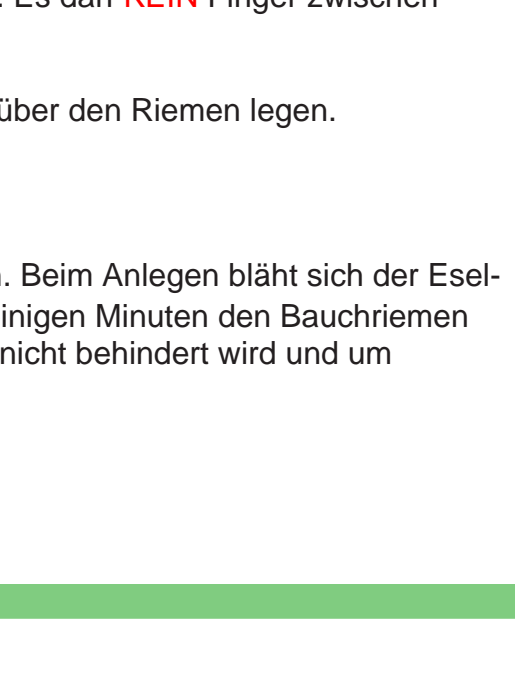 . Es darf KEIN Finger zwischen
über den Riemen legen.
. Beim Anlegen bläht sich der Esel-
inigen Minuten den Bauchriemen
nicht behindert wird und um